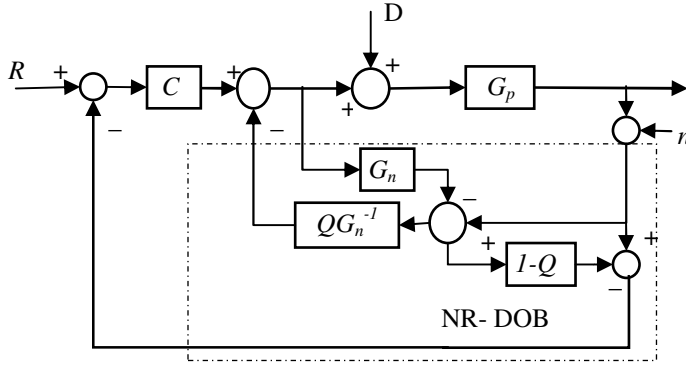 D
R + C + + + G_p
− − n
G_n
−
QG_n^{-1}
+ 1-Q +
−
NR- DOB
−